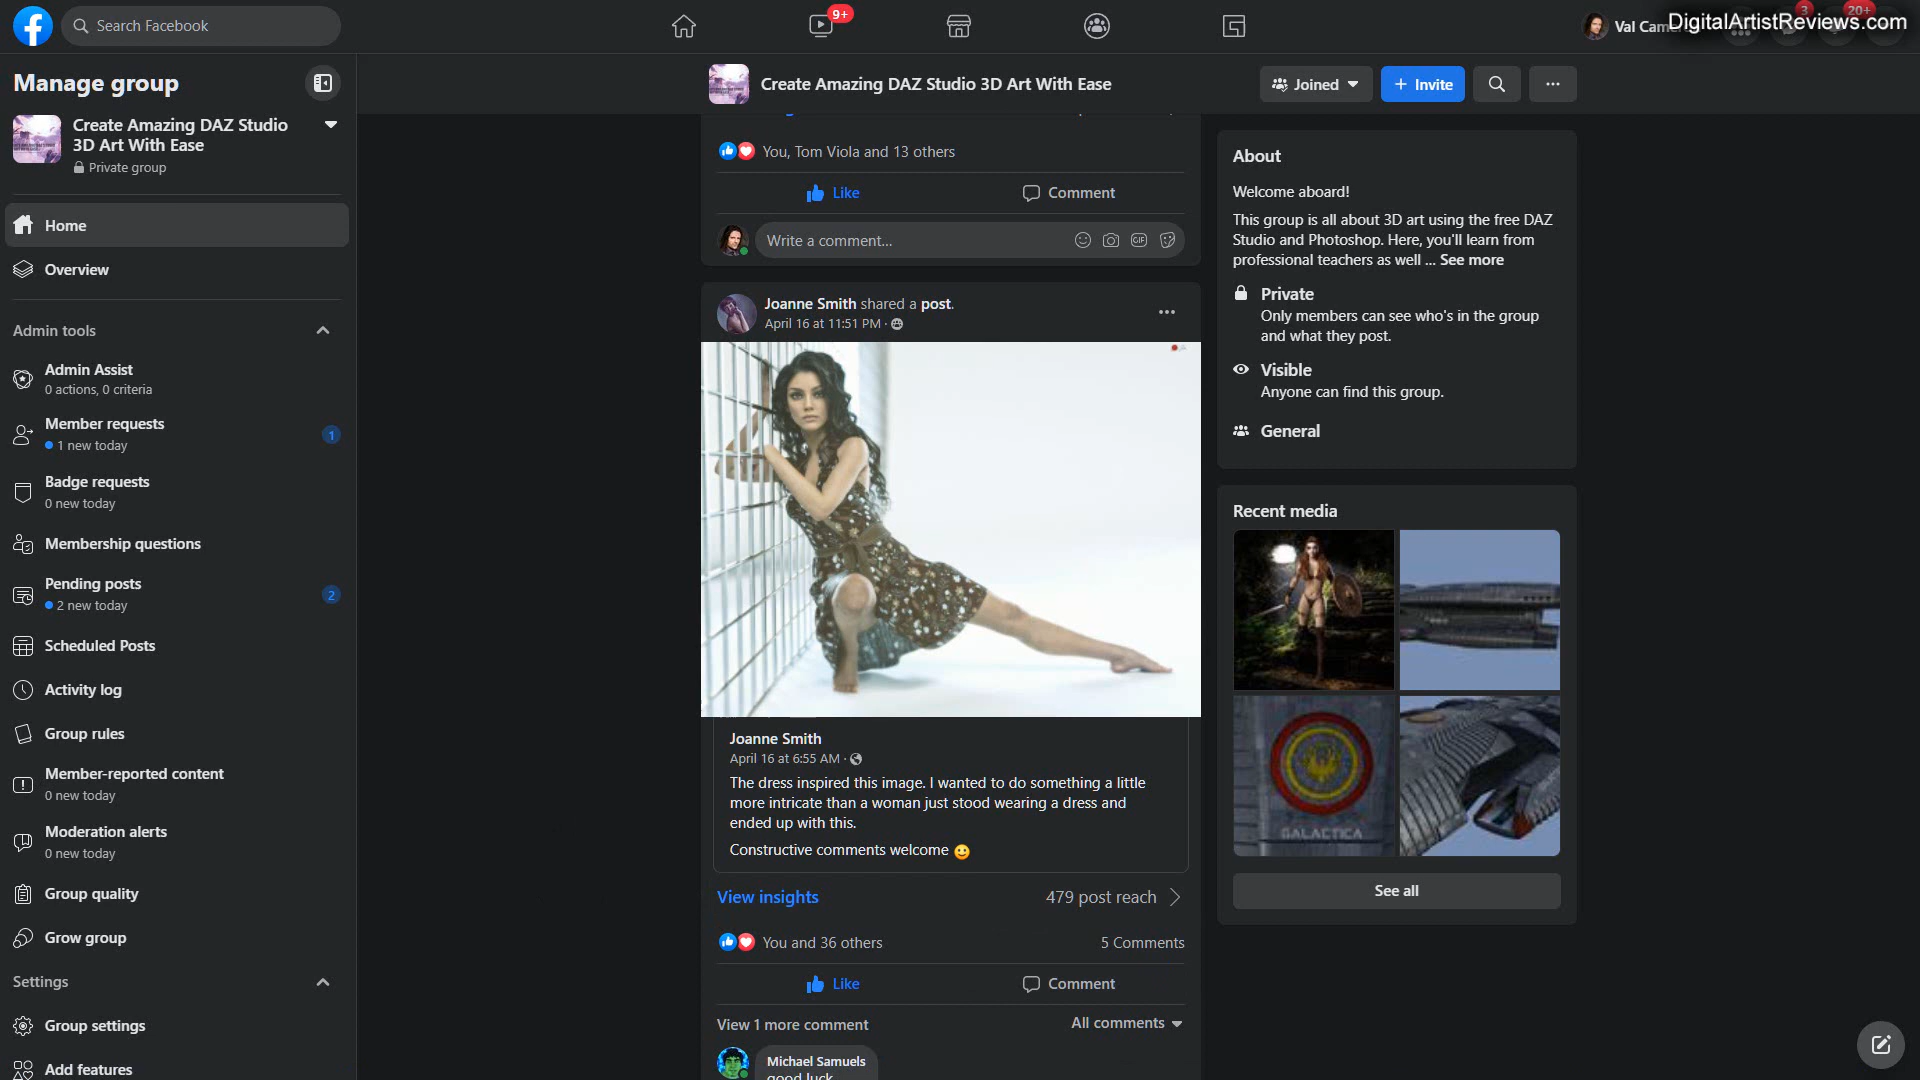 Search Facebook
9+
Val Cam
3
20+
DigitalArtistReviews.com
Manage group
Create Amazing DAZ Studio
3D Art With Ease
Private group
Home
Overview
Admin tools
Admin Assist
0 actions, 0 criteria
Member requests
1 new today
1
Badge requests
0 new today
Membership questions
Pending posts
2 new today
2
Scheduled Posts
Activity log
Group rules
Member-reported content
0 new today
Moderation alerts
0 new today
Group quality
Grow group
Settings
Group settings
Add features
Create Amazing DAZ Studio 3D Art With Ease
Joined
+ Invite
You, Tom Viola and 13 others
Like
Comment
Write a comment...
GIF
Joanne Smith shared a post.
April 16 at 11:51 PM ·
Joanne Smith
April 16 at 6:55 AM ·
The dress inspired this image. I wanted to do something a little
more intricate than a woman just stood wearing a dress and
ended up with this.
Constructive comments welcome
View insights
479 post reach
You and 36 others
5 Comments
Like
Comment
View 1 more comment
All comments
Michael Samuels
good luck
About
Welcome aboard!
This group is all about 3D art using the free DAZ
Studio and Photoshop. Here, you'll learn from
professional teachers as well ... See more
Private
Only members can see who's in the group
and what they post.
Visible
Anyone can find this group.
General
Recent media
GALACTICA
See all